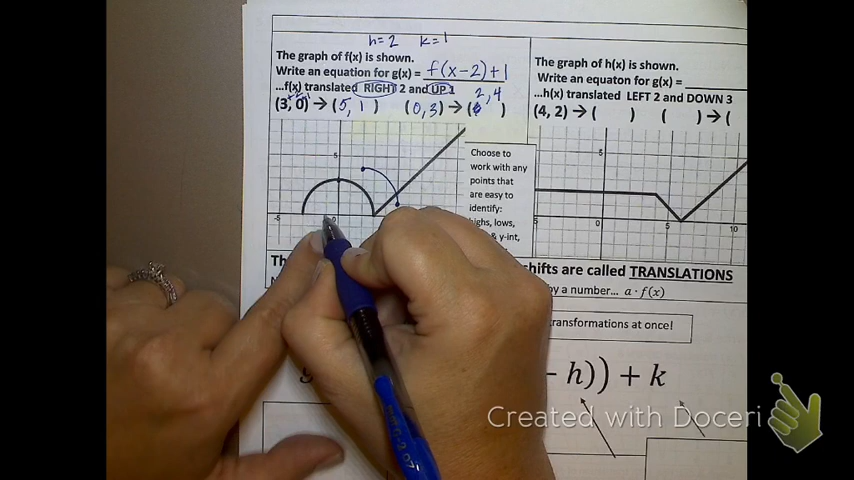 h=2 k=1
The graph of f(x) is shown.
Write an equation for g(x) = f(x-2)+1
...f(x) translated RIGHT 2 and UP 1
2, 4
(3, 0) → (5, 1 ) (0, 3) → ( )
5
-5
Choose to
work with any
points that
are easy to
identify:
highs, lows,
& y-int,
The graph of h(x) is shown.
Write an equaton for g(x) =
...h(x) translated LEFT 2 and DOWN 3
(4, 2) → ( ) ( ) → (
5
0 5 10
shifts are called TRANSLATIONS
by a number... a · f(x)
transformations at once!
- h)) + k
Created with Doceri